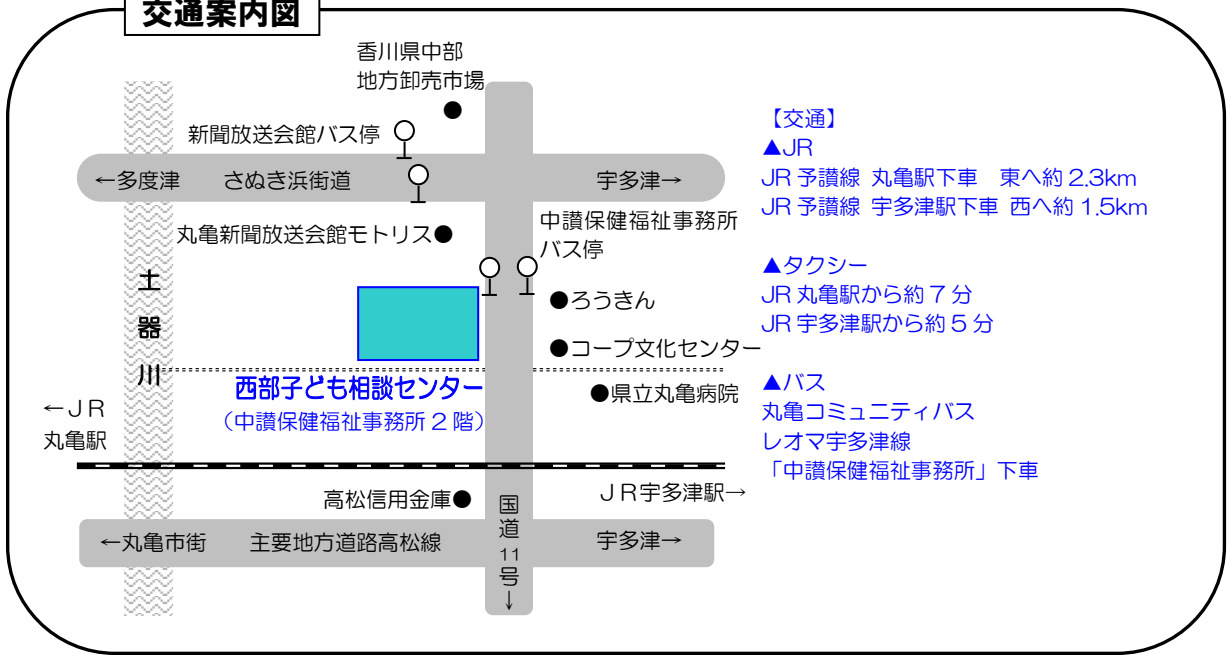 交通案内図
香川県中部
地方卸売市場
新聞放送会館バス停
←多度津 さぬき浜街道 宇多津→
丸亀新聞放送会館モトリス●
中讃保健福祉事務所
バス停
土器川
●ろうきん
●コープ文化センター
西部子ども相談センター
（中讃保健福祉事務所２階）
●県立丸亀病院
←ＪＲ
丸亀駅
ＪＲ宇多津駅→
高松信用金庫●
国道11号→
←丸亀市街 主要地方道路高松線 宇多津→
【交通】
▲JR
JR 予讃線 丸亀駅下車　東へ約 2.3km
JR 予讃線 宇多津駅下車 西へ約 1.5km
▲タクシー
JR 丸亀駅から約 7 分
JR 宇多津駅から約 5 分
▲バス
丸亀コミュニティバス
レオマ宇多津線
「中讃保健福祉事務所」下車